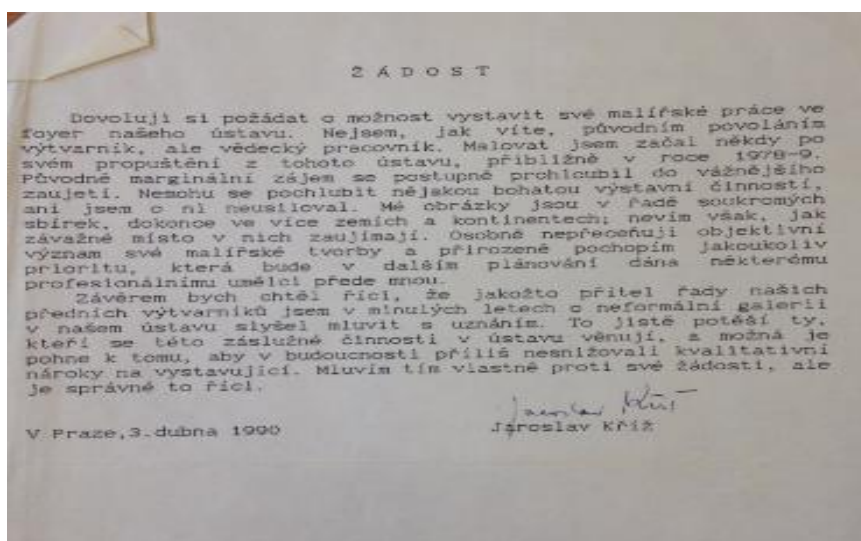 ŽÁDOST
Dovoluji si požádat o možnost vystavit své malířské práce ve
foyer našeho ústavu. Nejsem, jak víte, původním povoláním
výtvarník, ale vědecký pracovník. Malovat jsem začal někdy po
svém propuštění z tohoto ústavu, přibližně v roce 1978-9.
Původně marginální zájem se postupně prohloubil do vážnějšího
zaujetí. Nemohu se pochlubit nějakou bohatou výstavní činností,
ani jsem o ni neusiloval. Mé obrázky jsou v řadě soukromých
sbírek, dokonce ve více zemích a kontinentech; nevím však, jak
závažné místo v nich zaujímají. Osobně nepřeceňuji objektivní
význam své malířské tvorby a přirozeně pochopím jakoukoliv
prioritu, která bude v dalším plánování dána některému
profesionálnímu umělci přede mnou.
Závěrem bych chtěl říci, že jakožto přítel řady našich
předních výtvarníků jsem v minulých letech o neformální galerii
v našem ústavu slyšel mluvit s uznáním. To jistě potěší ty,
kteří se této záslužné činnosti v ústavu věnují, a možná je
pohne k tomu, aby v budoucnosti příliš nesnižovali kvalitativní
nároky na vystavující. Mluvím tím vlastně proti své žádosti, ale
je správné to říci.
Jaroslav Kříž
V Praze,3.dubna 1990 Jaroslav Kříž